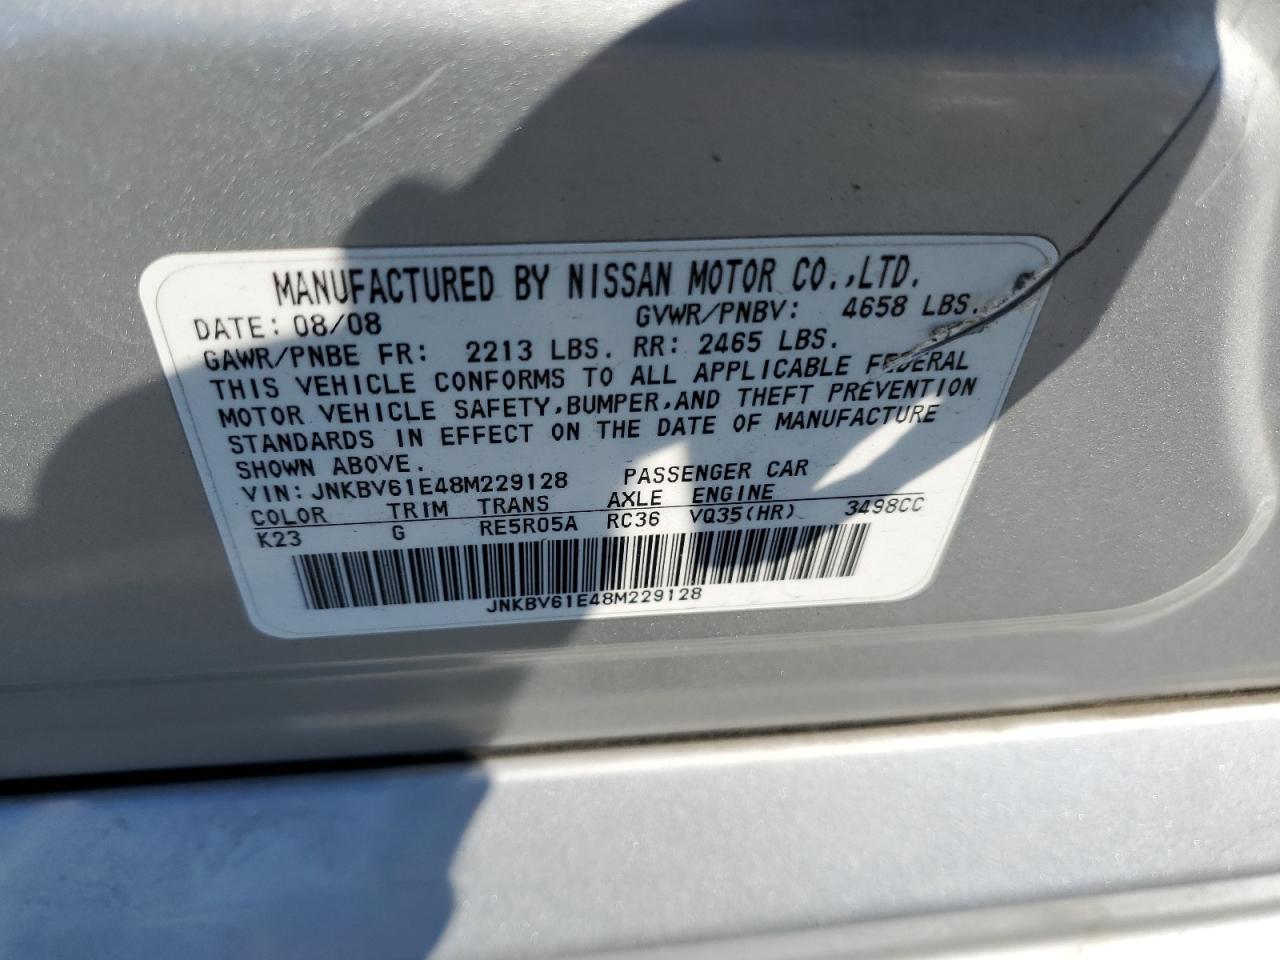 MANUFACTURED BY NISSAN MOTOR CO.,LTD.
DATE: 08/08 GVWR/PNBV: 4658 LBS.
GAWR/PNBE FR: 2213 LBS. RR: 2465 LBS.
THIS VEHICLE CONFORMS TO ALL APPLICABLE FEDERAL
MOTOR VEHICLE SAFETY,BUMPER,AND THEFT PREVENTION
STANDARDS IN EFFECT ON THE DATE OF MANUFACTURE
SHOWN ABOVE.
VIN: JNKBV61E48M229128 PASSENGER CAR
COLOR TRIM TRANS AXLE ENGINE
K23 G RE5R05A RC36 VQ35(HR) 3498CC
JNKBV61E48M229128